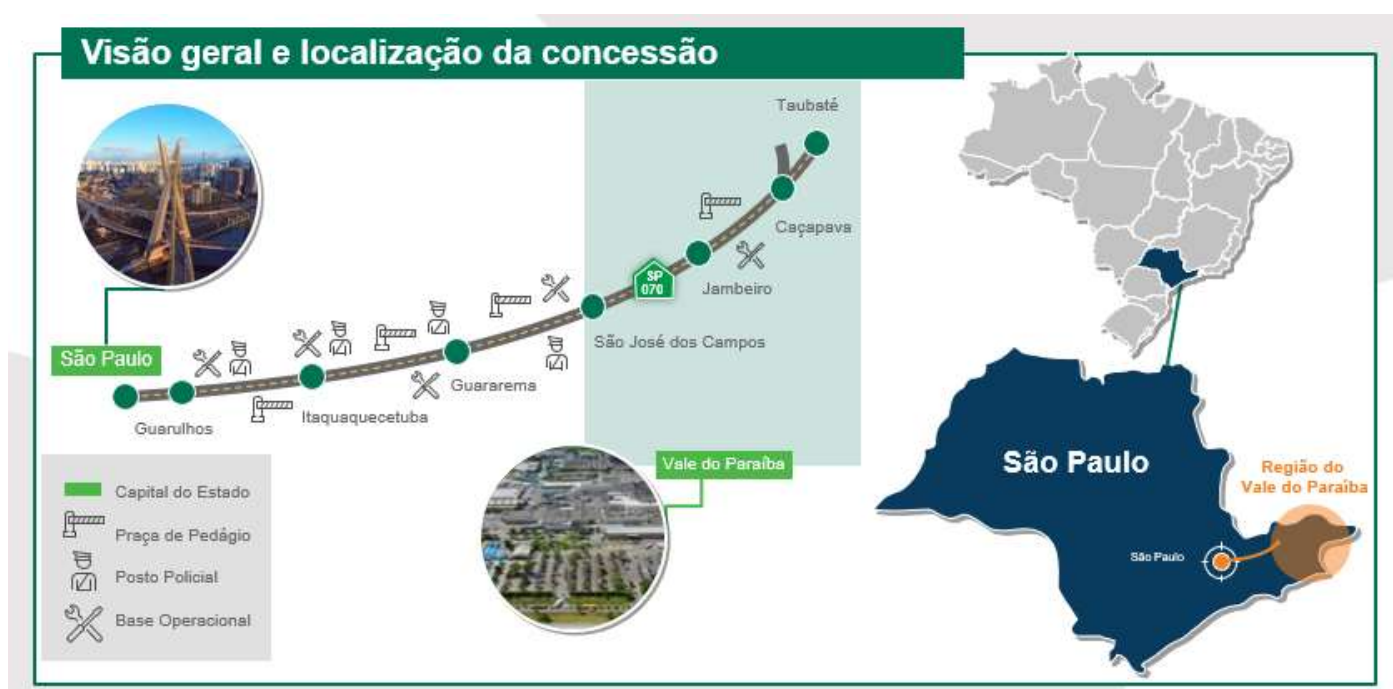 Visão geral e localização da concessão
Taubaté
Caçapava
Jambeiro
SP
070
São José dos Campos
São Paulo
Guararema
Itaquaquecetuba
Guarulhos
Vale do Paraíba
Capital do Estado
Praça de Pedágio
Posto Policial
Base Operacional
São Paulo
Região do
Vale do Paraíba
São Paulo